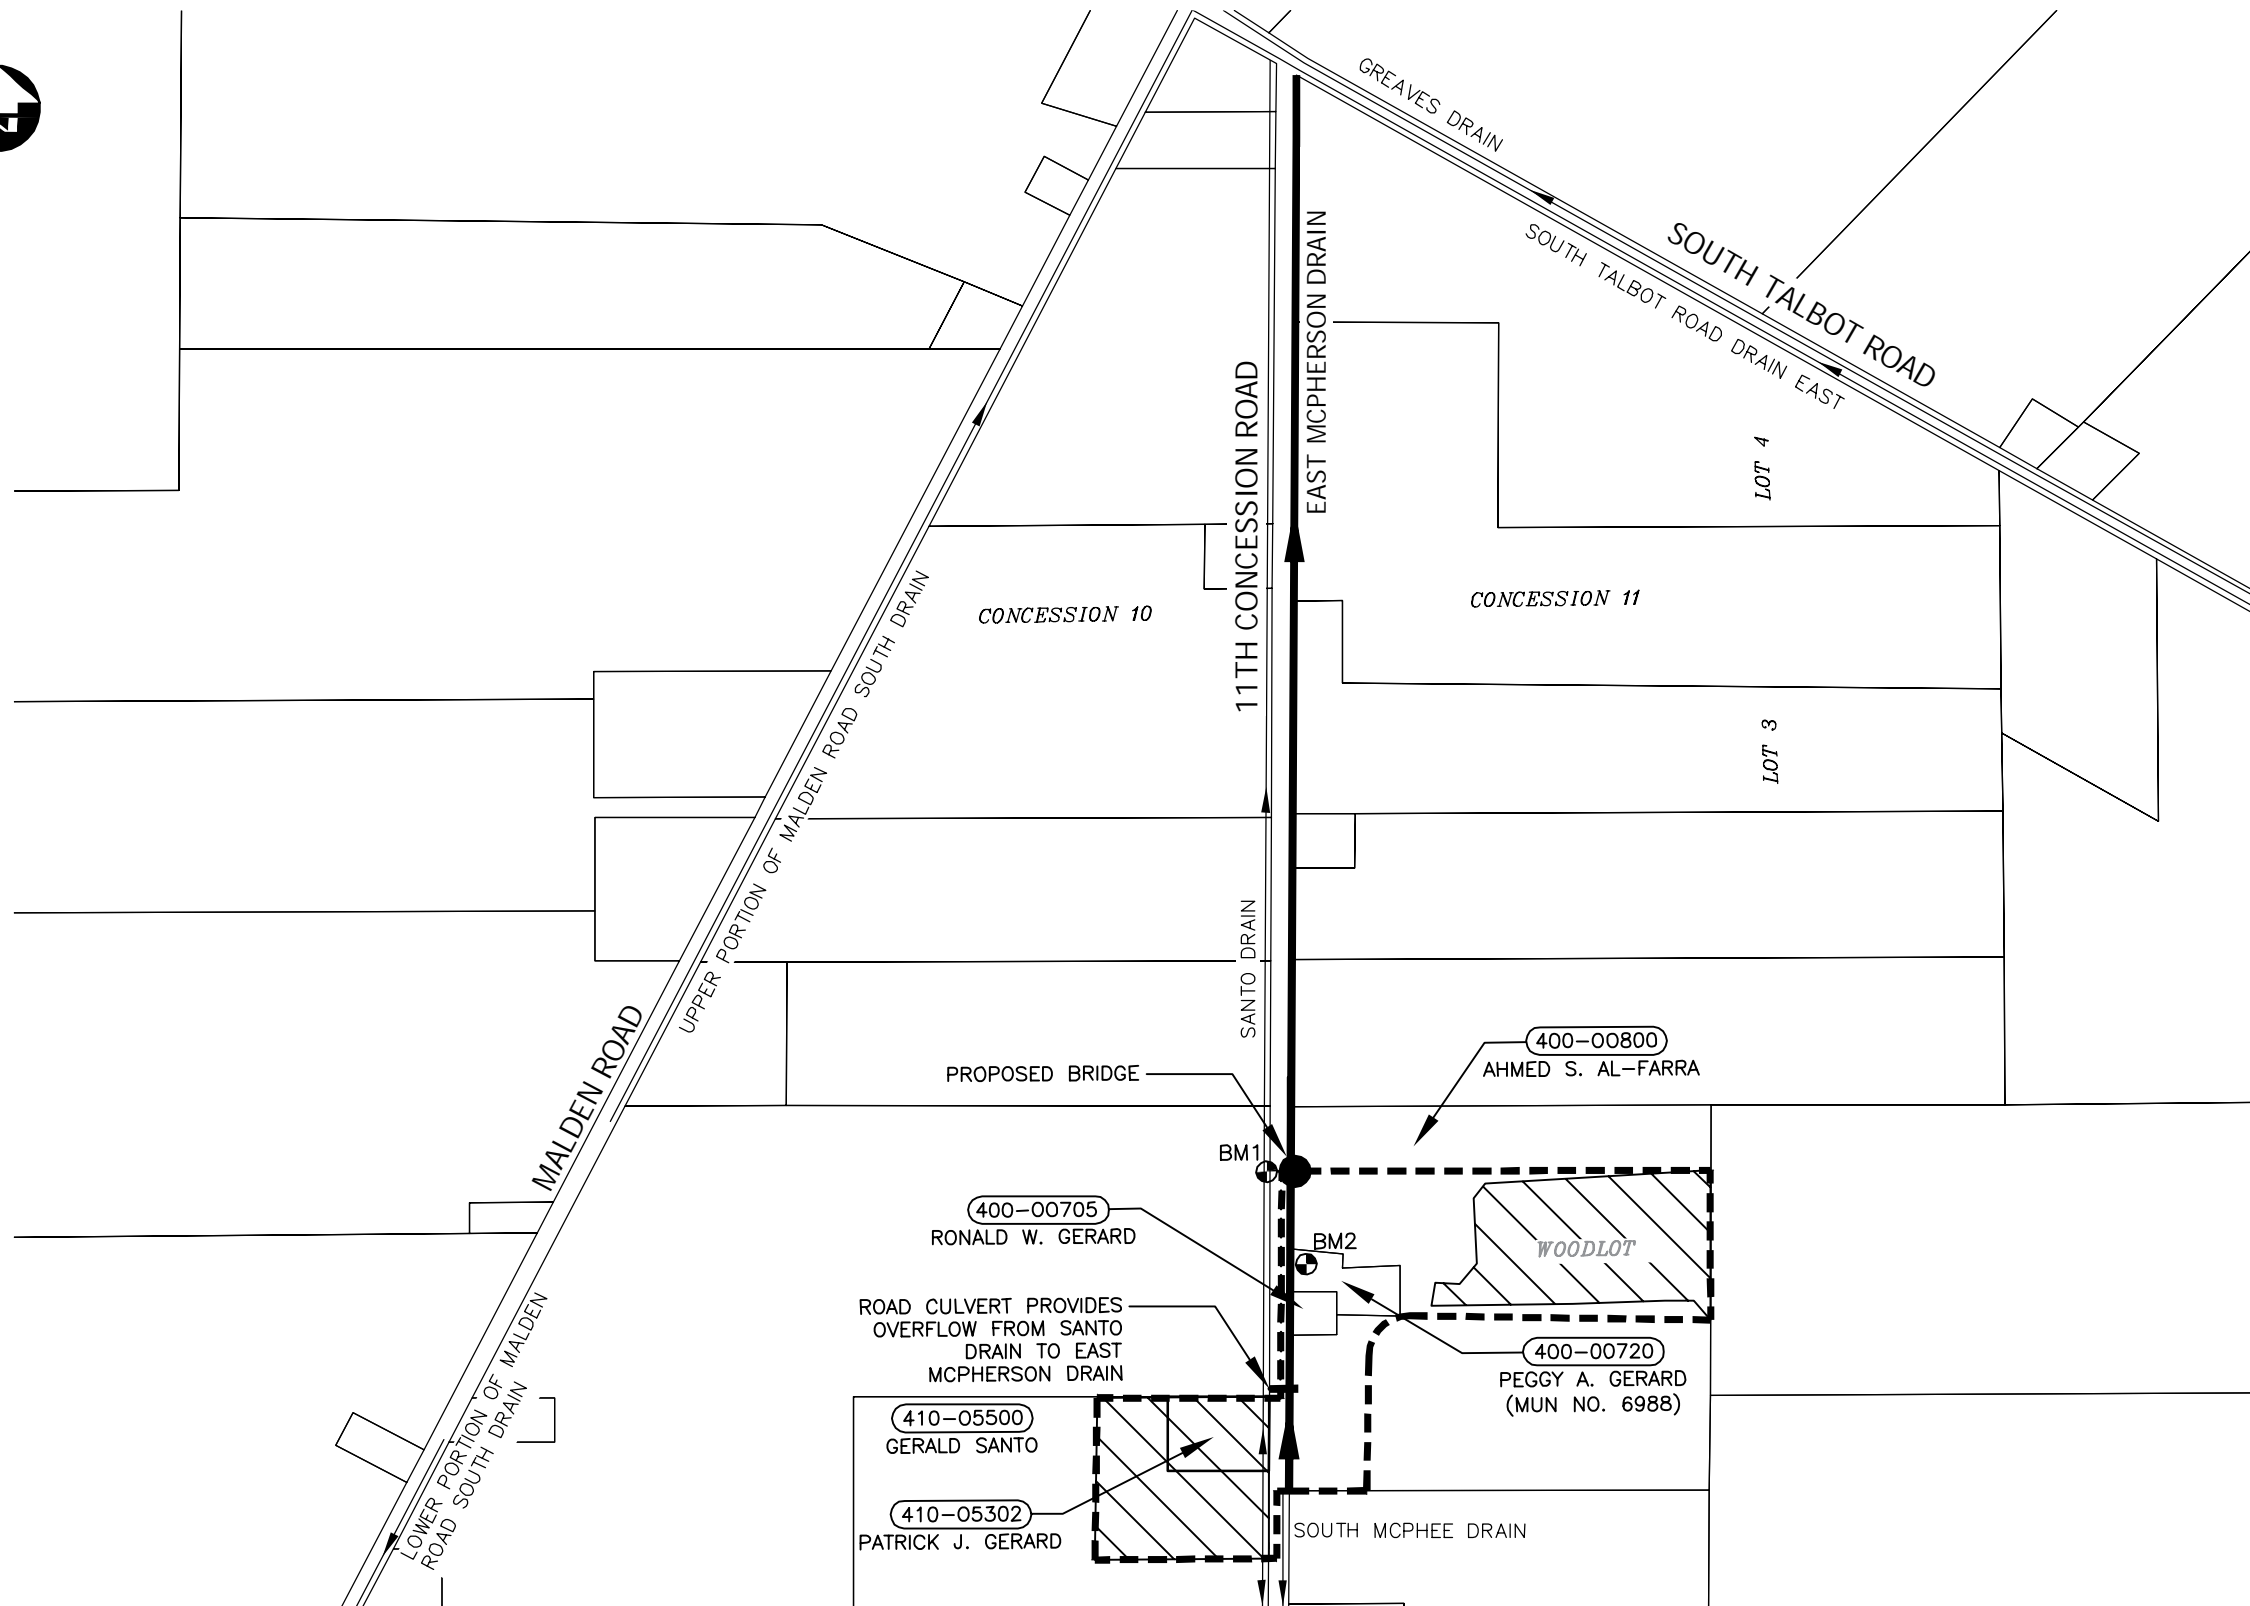 GREAVES DRAIN
SOUTH TALBOT ROAD
SOUTH TALBOT ROAD DRAIN EAST
EAST MCPHERSON DRAIN
11TH CONCESSION ROAD
LOT 4
CONCESSION 10
CONCESSION 11
LOT 3
UPPER PORTION OF MALDEN ROAD SOUTH DRAIN
SANTO DRAIN
MALDEN ROAD
400-00800
AHMED S. AL-FARRA
PROPOSED BRIDGE
BM1
400-00705
RONALD W. GERARD
BM2
WOODLOT
ROAD CULVERT PROVIDES
OVERFLOW FROM SANTO
DRAIN TO EAST
MCPHERSON DRAIN
400-00720
PEGGY A. GERARD
(MUN NO. 6988)
410-05500
GERALD SANTO
410-05302
PATRICK J. GERARD
SOUTH MCPHEE DRAIN
LOWER PORTION OF MALDEN
ROAD SOUTH DRAIN